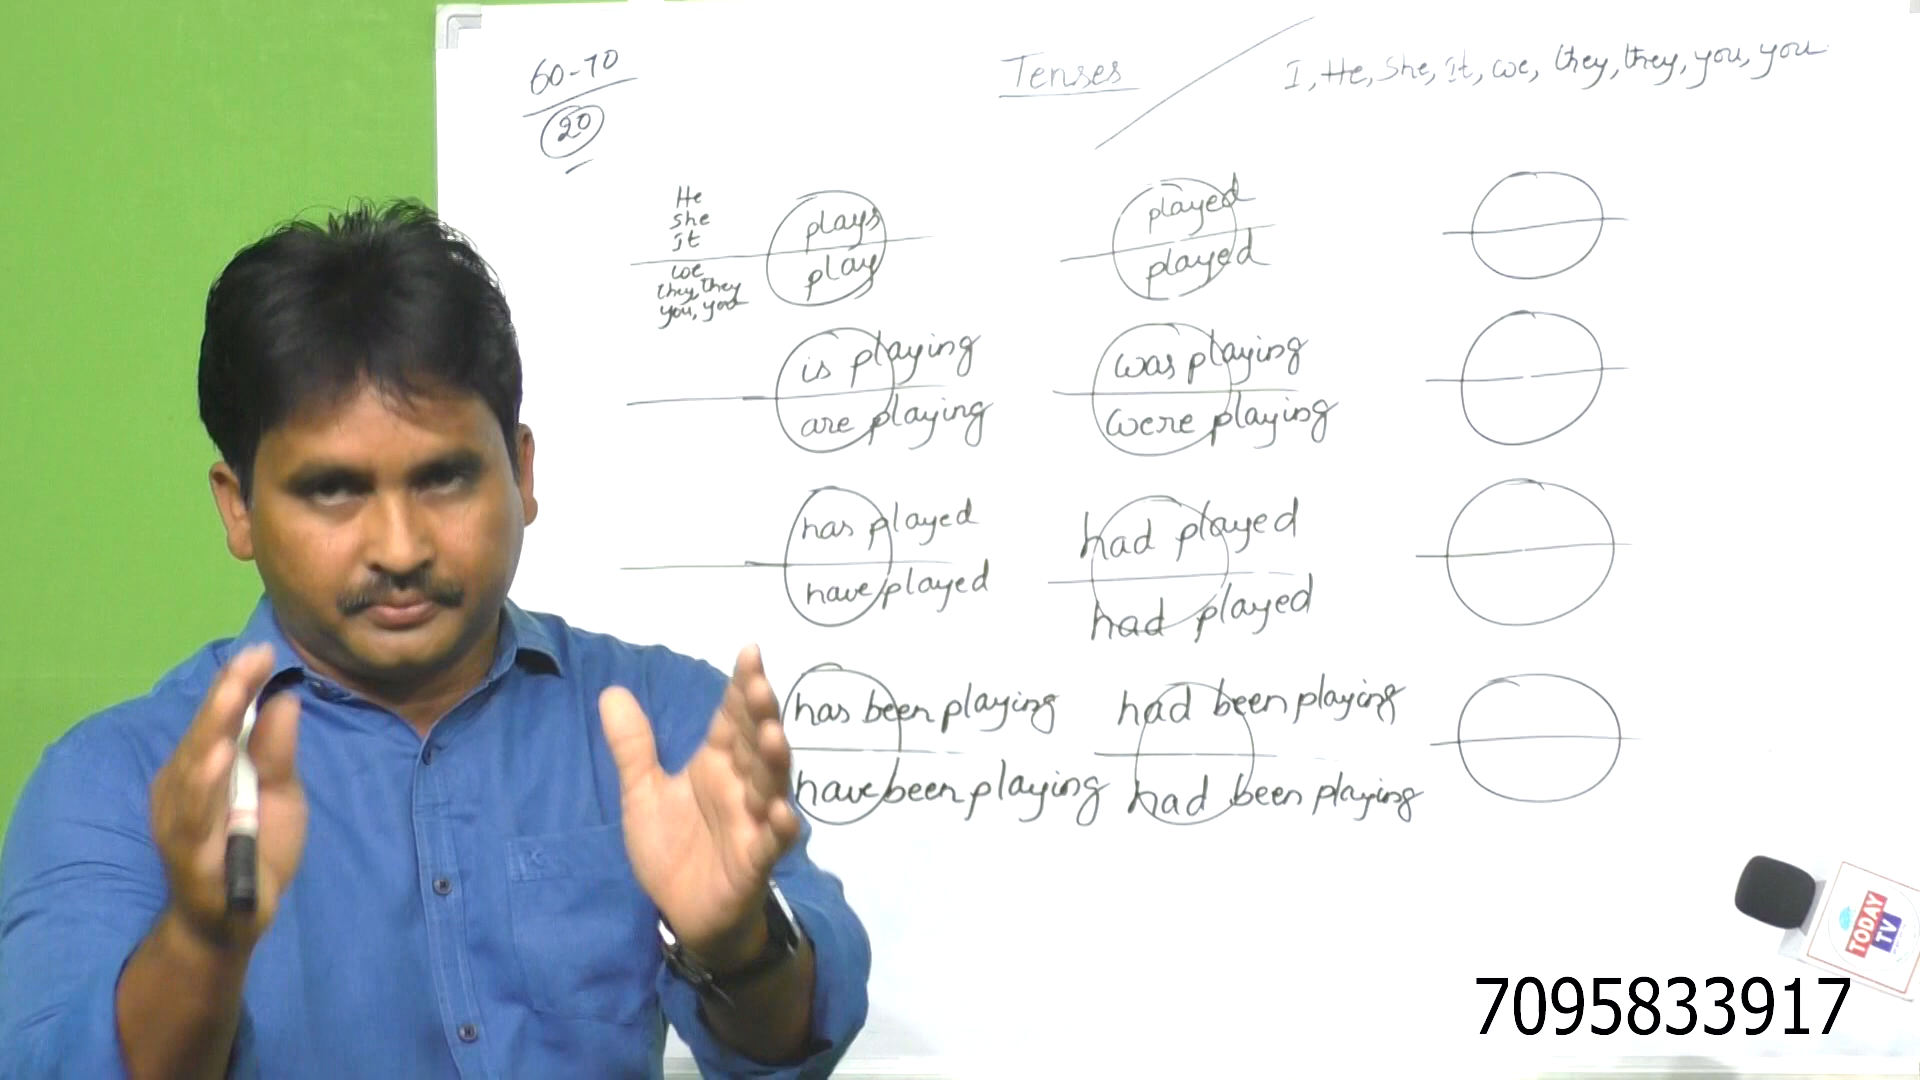 60-70
20
Tenses
I, He, She, It, we, they, they, you, you
He
She
It
we
they, they
you, you
plays
play
played
played
is playing
are playing
was playing
were playing
has played
have played
had played
had played
has been playing
have been playing
had been playing
had been playing
TODAY
TV
7095833917